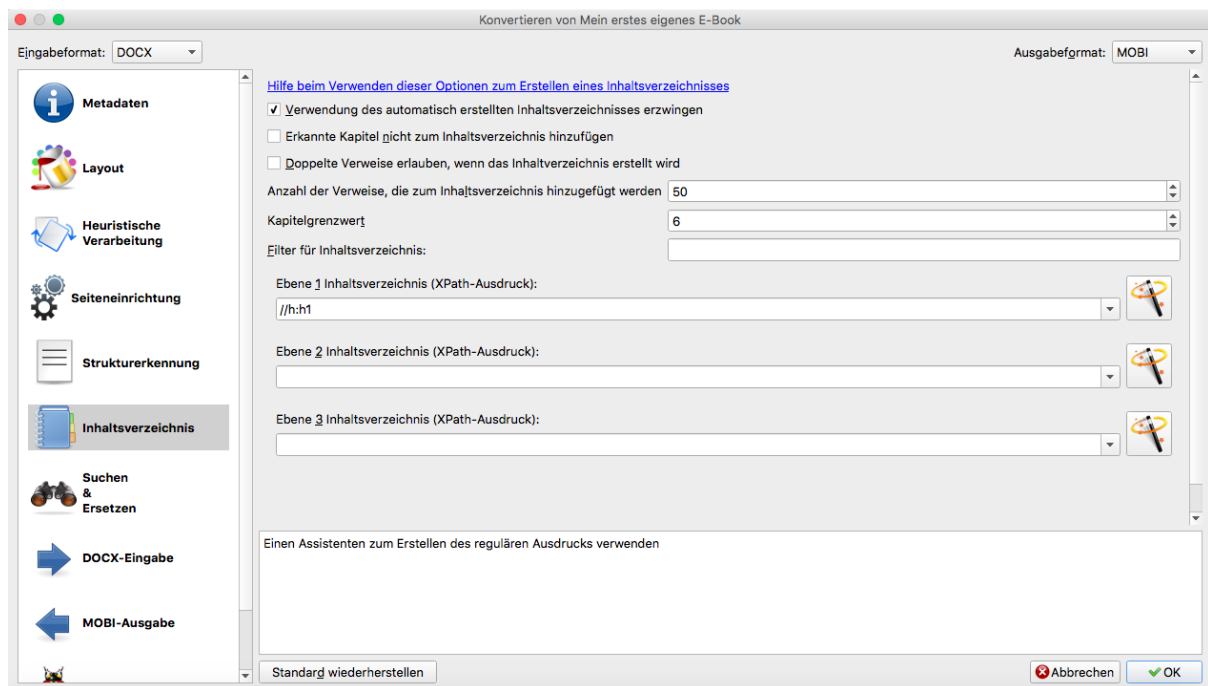 Konvertieren von Mein erstes eigenes E-Book
Eingabeformat: DOCX
Ausgabeformat: MOBI
Metadaten
Layout
Heuristische
Verarbeitung
Seiteneinrichtung
Strukturerkennung
Inhaltsverzeichnis
Suchen
&
Ersetzen
DOCX-Eingabe
MOBI-Ausgabe
Hilfe beim Verwenden dieser Optionen zum Erstellen eines Inhaltsverzeichnisses
Verwendung des automatisch erstellten Inhaltsverzeichnisses erzwingen
Erkannte Kapitel nicht zum Inhaltsverzeichnis hinzufügen
Doppelte Verweise erlauben, wenn das Inhaltverzeichnis erstellt wird
Anzahl der Verweise, die zum Inhaltsverzeichnis hinzugefügt werden 50
Kapitelgrenzwert 6
Filter für Inhaltsverzeichnis:
Ebene 1 Inhaltsverzeichnis (XPath-Ausdruck):
//h:h1
Ebene 2 Inhaltsverzeichnis (XPath-Ausdruck):
Ebene 3 Inhaltsverzeichnis (XPath-Ausdruck):
Einen Assistenten zum Erstellen des regulären Ausdrucks verwenden
Standard wiederherstellen
Abbrechen
OK